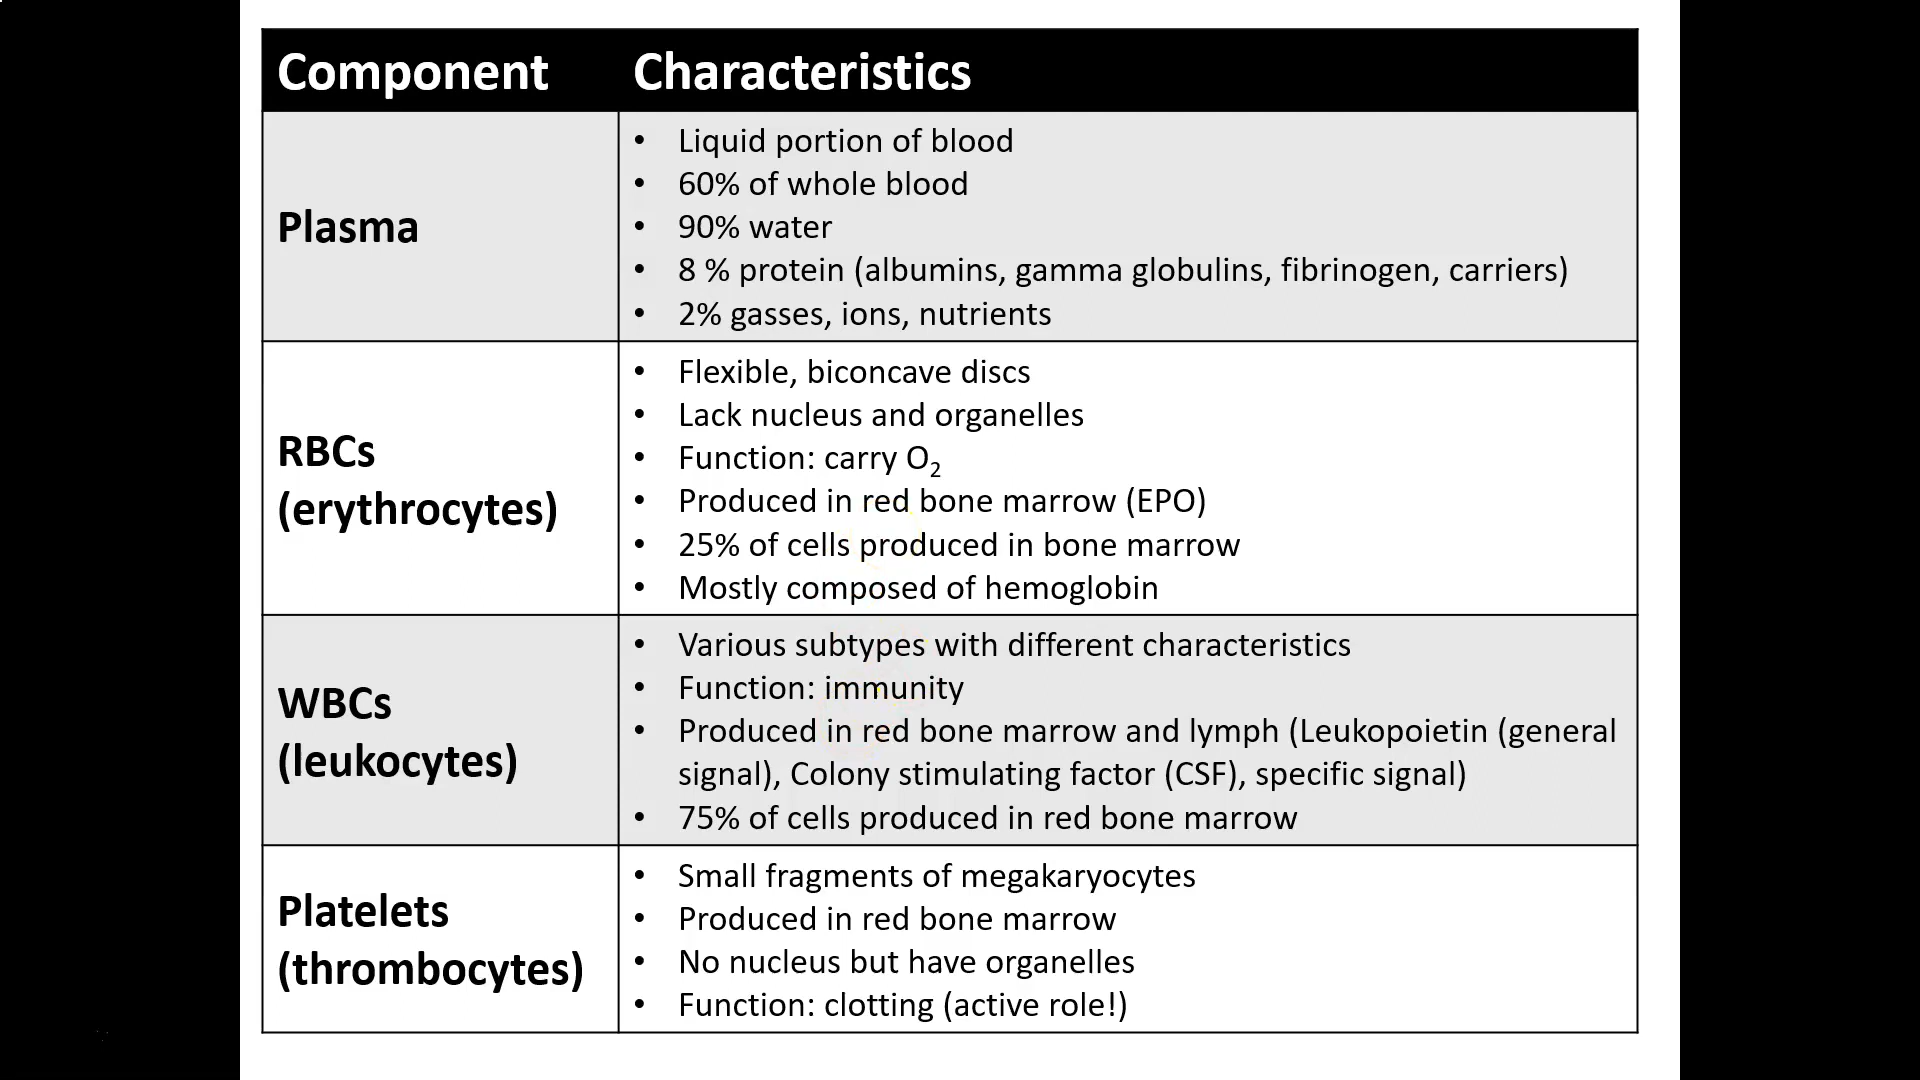 Component Characteristics
Plasma
• Liquid portion of blood
• 60% of whole blood
• 90% water
• 8 % protein (albumins, gamma globulins, fibrinogen, carriers)
• 2% gasses, ions, nutrients
RBCs
(erythrocytes)
• Flexible, biconcave discs
• Lack nucleus and organelles
• Function: carry O₂
• Produced in red bone marrow (EPO)
• 25% of cells produced in bone marrow
• Mostly composed of hemoglobin
WBCs
(leukocytes)
• Various subtypes with different characteristics
• Function: immunity
• Produced in red bone marrow and lymph (Leukopoietin (general
signal), Colony stimulating factor (CSF), specific signal)
• 75% of cells produced in red bone marrow
Platelets
(thrombocytes)
• Small fragments of megakaryocytes
• Produced in red bone marrow
• No nucleus but have organelles
• Function: clotting (active role!)